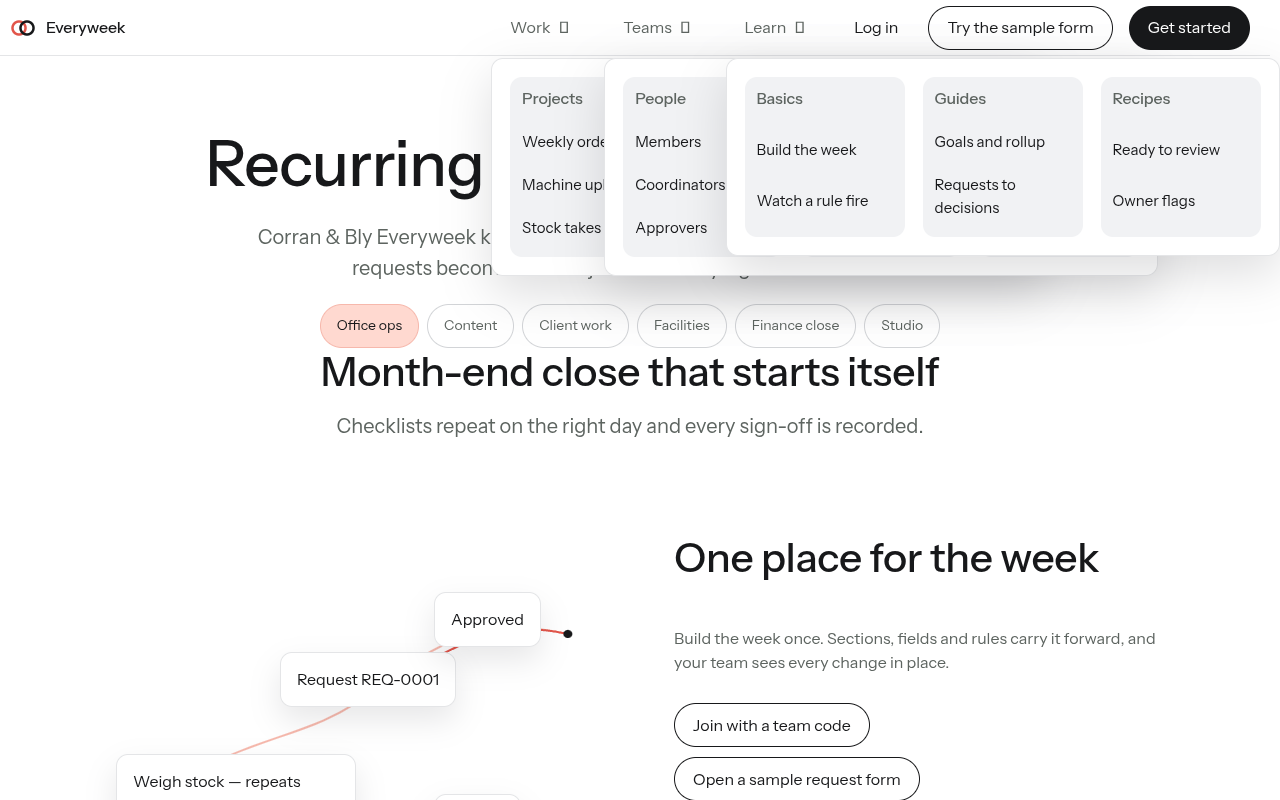 Everyweek
Work
Teams
Learn
Log in
Try the sample form
Get started
Projects
Weekly
Machine
Stock takes
People
Members
Coordinators
Approvers
Basics
Build the week
Watch a rule fire
Guides
Goals and rollup
Requests to
decisions
Recipes
Ready to review
Owner flags
Recurring
Corran & Bly Everyweek
requests
Office ops
Content
Client work
Facilities
Finance close
Studio
Month-end close that starts itself
Checklists repeat on the right day and every sign-off is recorded.
One place for the week
Build the week once. Sections, fields and rules carry it forward, and
your team sees every change in place.
Join with a team code
Open a sample request form
Approved
Request REQ-0001
Weigh stock — repeats